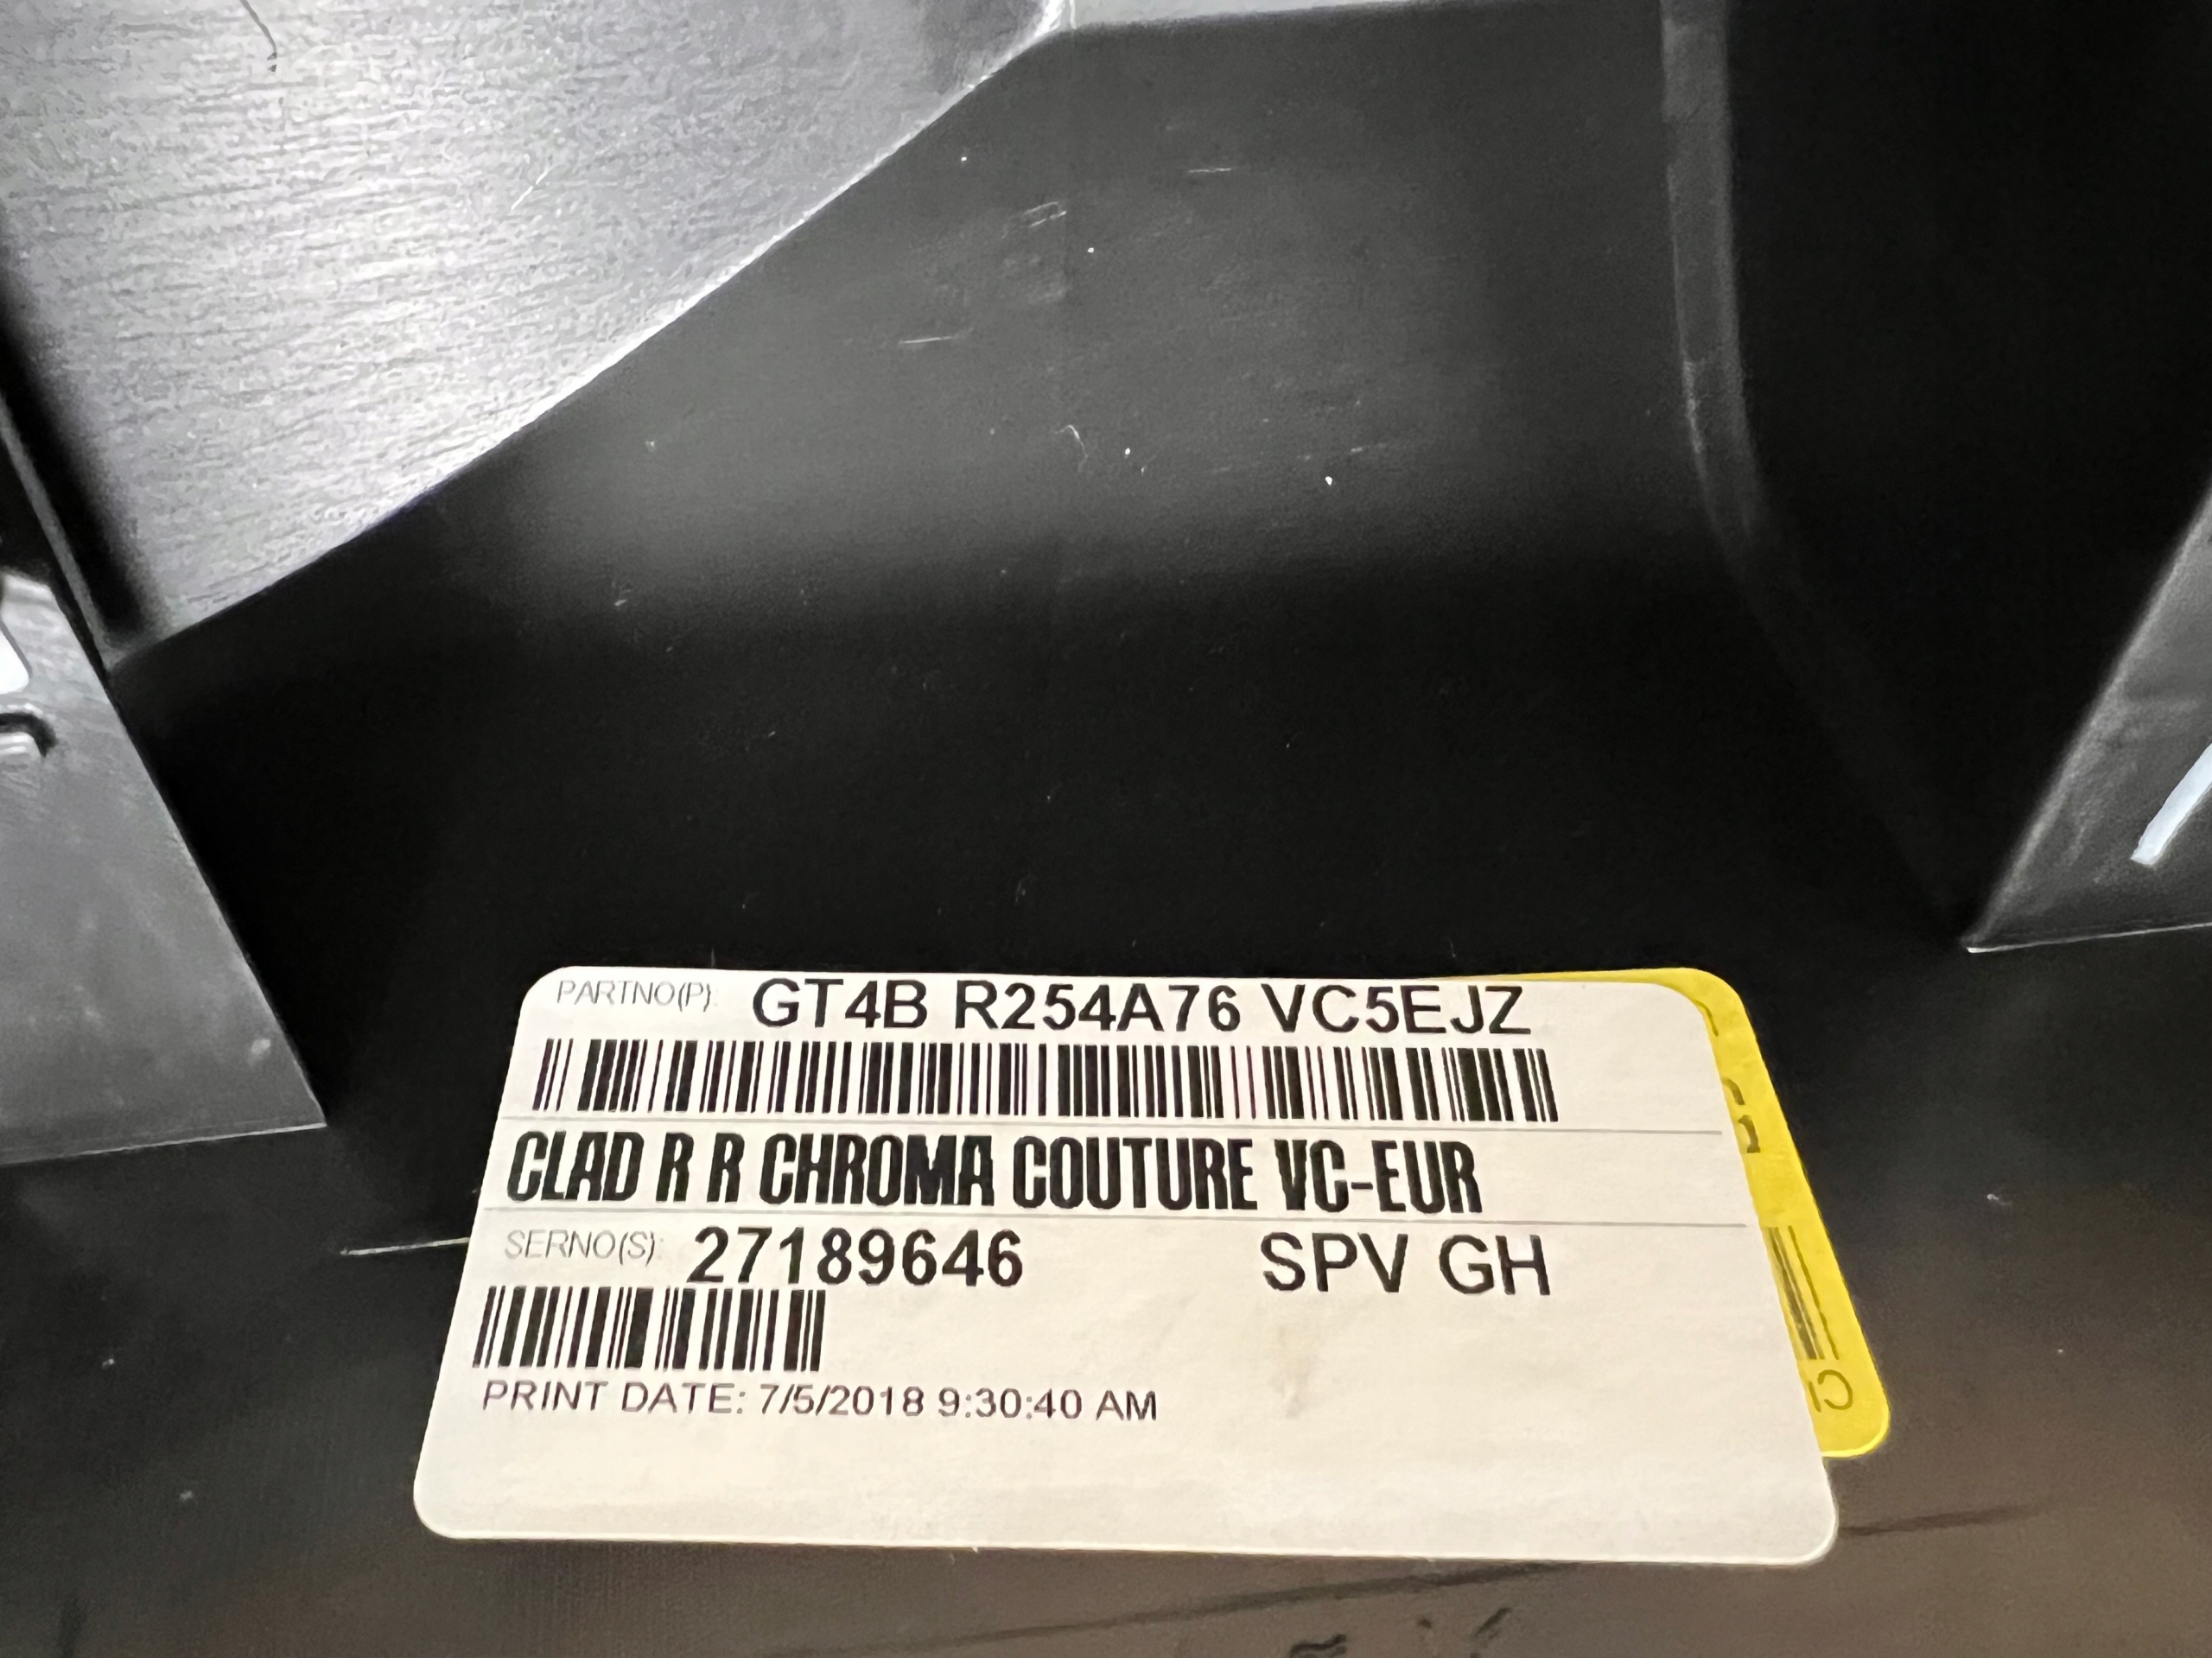 PARTNO(P): GT4B R254A76 VC5EJZ
CLAD R R CHROMA COUTURE VC-EUR
SERNO(S): 27189646 SPV GH
PRINT DATE: 7/5/2018 9:30:40 AM